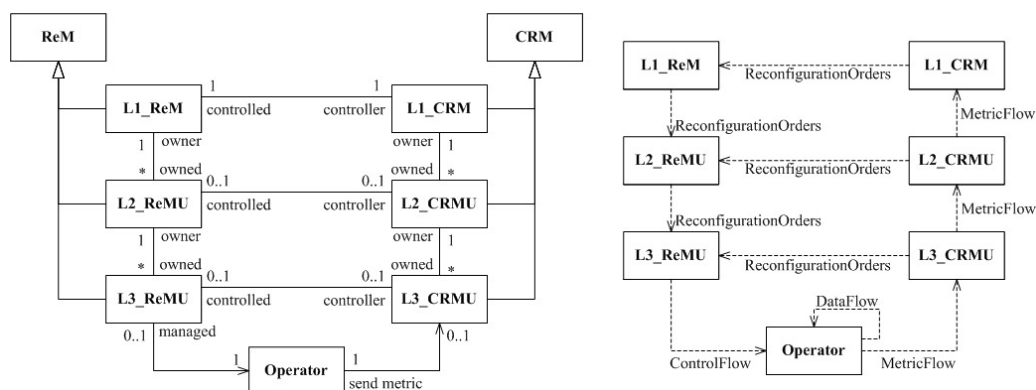 ReM
CRM
1
1
L1_ReM
controlled
controller
L1_CRM
1
owner
owner
1
*
owned
0..1
0..1
owned
*
L2_ReMU
controlled
controller
L2_CRMU
1
owner
owner
1
*
owned
0..1
0..1
owned
*
L3_ReMU
controlled
controller
L3_CRMU
0..1
managed
0..1
1
Operator
1
send metric
L1_ReM
ReconfigurationOrders
L1_CRM
ReconfigurationOrders
MetricFlow
L2_ReMU
ReconfigurationOrders
L2_CRMU
ReconfigurationOrders
MetricFlow
L3_ReMU
ReconfigurationOrders
L3_CRMU
DataFlow
Operator
ControlFlow
MetricFlow